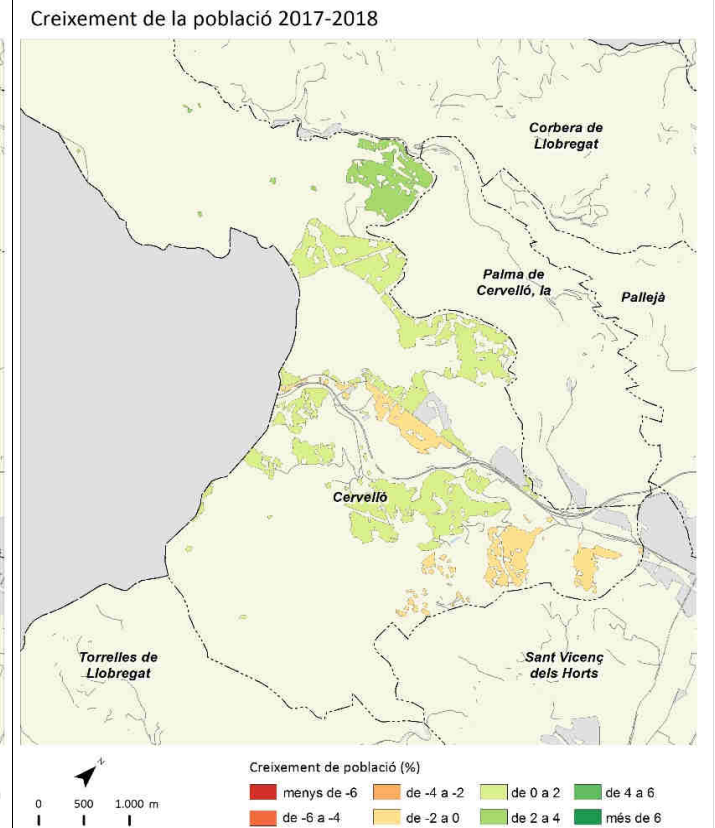 Creixement de la població 2017-2018
Corbera de
Llobregat
Palma de
Cervelló, la
Pallejà
Cervelló
Torrelles de
Llobregat
Sant Vicenç
dels Horts
N
0 500 1.000 m
Creixement de població (%)
menys de -6
de -4 a -2
de 0 a 2
de 4 a 6
de -6 a -4
de -2 a 0
de 2 a 4
més de 6